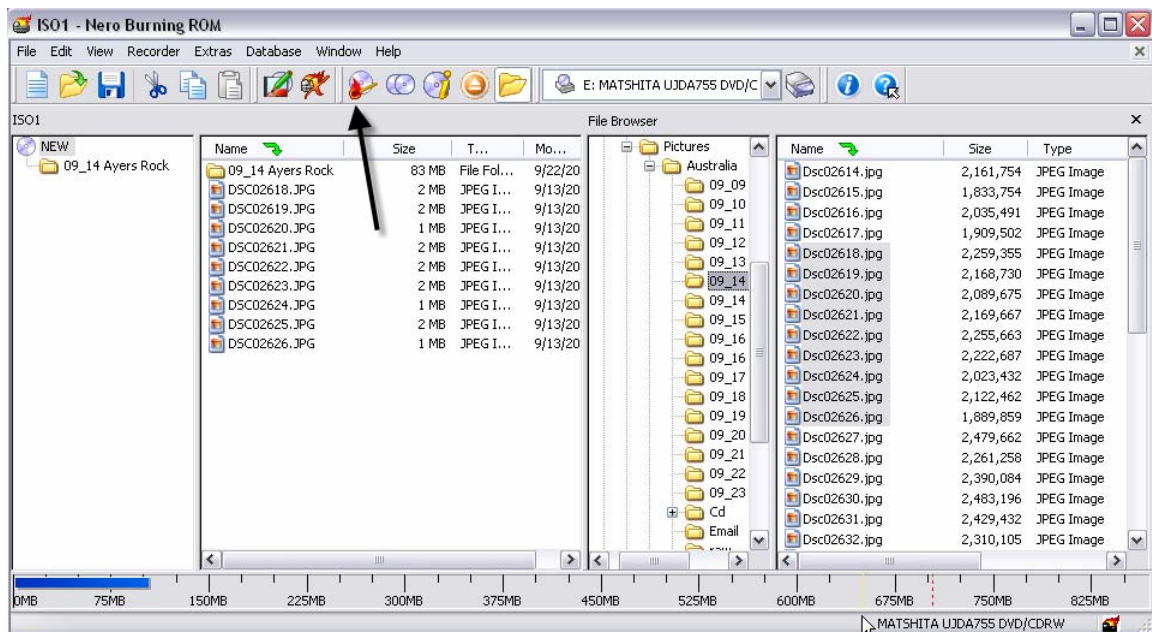 ISO1 - Nero Burning ROM
File Edit View Recorder Extras Database Window Help
E: MATSHITA UJDA755 DVD/C
ISO1
NEW
09_14 Ayers Rock
Name Size T... Mo...
09_14 Ayers Rock 83 MB File Fol... 9/22/20
DSC02618.JPG 2 MB JPEG I... 9/13/20
DSC02619.JPG 2 MB JPEG I... 9/13/20
DSC02620.JPG 1 MB JPEG I... 9/13/20
DSC02621.JPG 2 MB JPEG I... 9/13/20
DSC02622.JPG 2 MB JPEG I... 9/13/20
DSC02623.JPG 2 MB JPEG I... 9/13/20
DSC02624.JPG 1 MB JPEG I... 9/13/20
DSC02625.JPG 2 MB JPEG I... 9/13/20
DSC02626.JPG 1 MB JPEG I... 9/13/20
File Browser
Pictures
Australia
09_09
09_10
09_11
09_12
09_13
09_14
09_14
09_15
09_16
09_16
09_17
09_18
09_19
09_20
09_21
09_22
09_23
Cd
Email
Name Size Type
Dsc02614.jpg 2,161,754 JPEG Image
Dsc02615.jpg 1,833,754 JPEG Image
Dsc02616.jpg 2,035,491 JPEG Image
Dsc02617.jpg 1,909,502 JPEG Image
Dsc02618.jpg 2,259,355 JPEG Image
Dsc02619.jpg 2,168,730 JPEG Image
Dsc02620.jpg 2,089,675 JPEG Image
Dsc02621.jpg 2,169,667 JPEG Image
Dsc02622.jpg 2,255,663 JPEG Image
Dsc02623.jpg 2,222,687 JPEG Image
Dsc02624.jpg 2,023,432 JPEG Image
Dsc02625.jpg 2,122,462 JPEG Image
Dsc02626.jpg 1,889,859 JPEG Image
Dsc02627.jpg 2,479,662 JPEG Image
Dsc02628.jpg 2,261,258 JPEG Image
Dsc02629.jpg 2,390,084 JPEG Image
Dsc02630.jpg 2,483,196 JPEG Image
Dsc02631.jpg 2,429,432 JPEG Image
Dsc02632.jpg 2,310,105 JPEG Image
0MB 75MB 150MB 225MB 300MB 375MB 450MB 525MB 600MB 675MB 750MB 825MB
MATSHITA UJDA755 DVD/CDRW